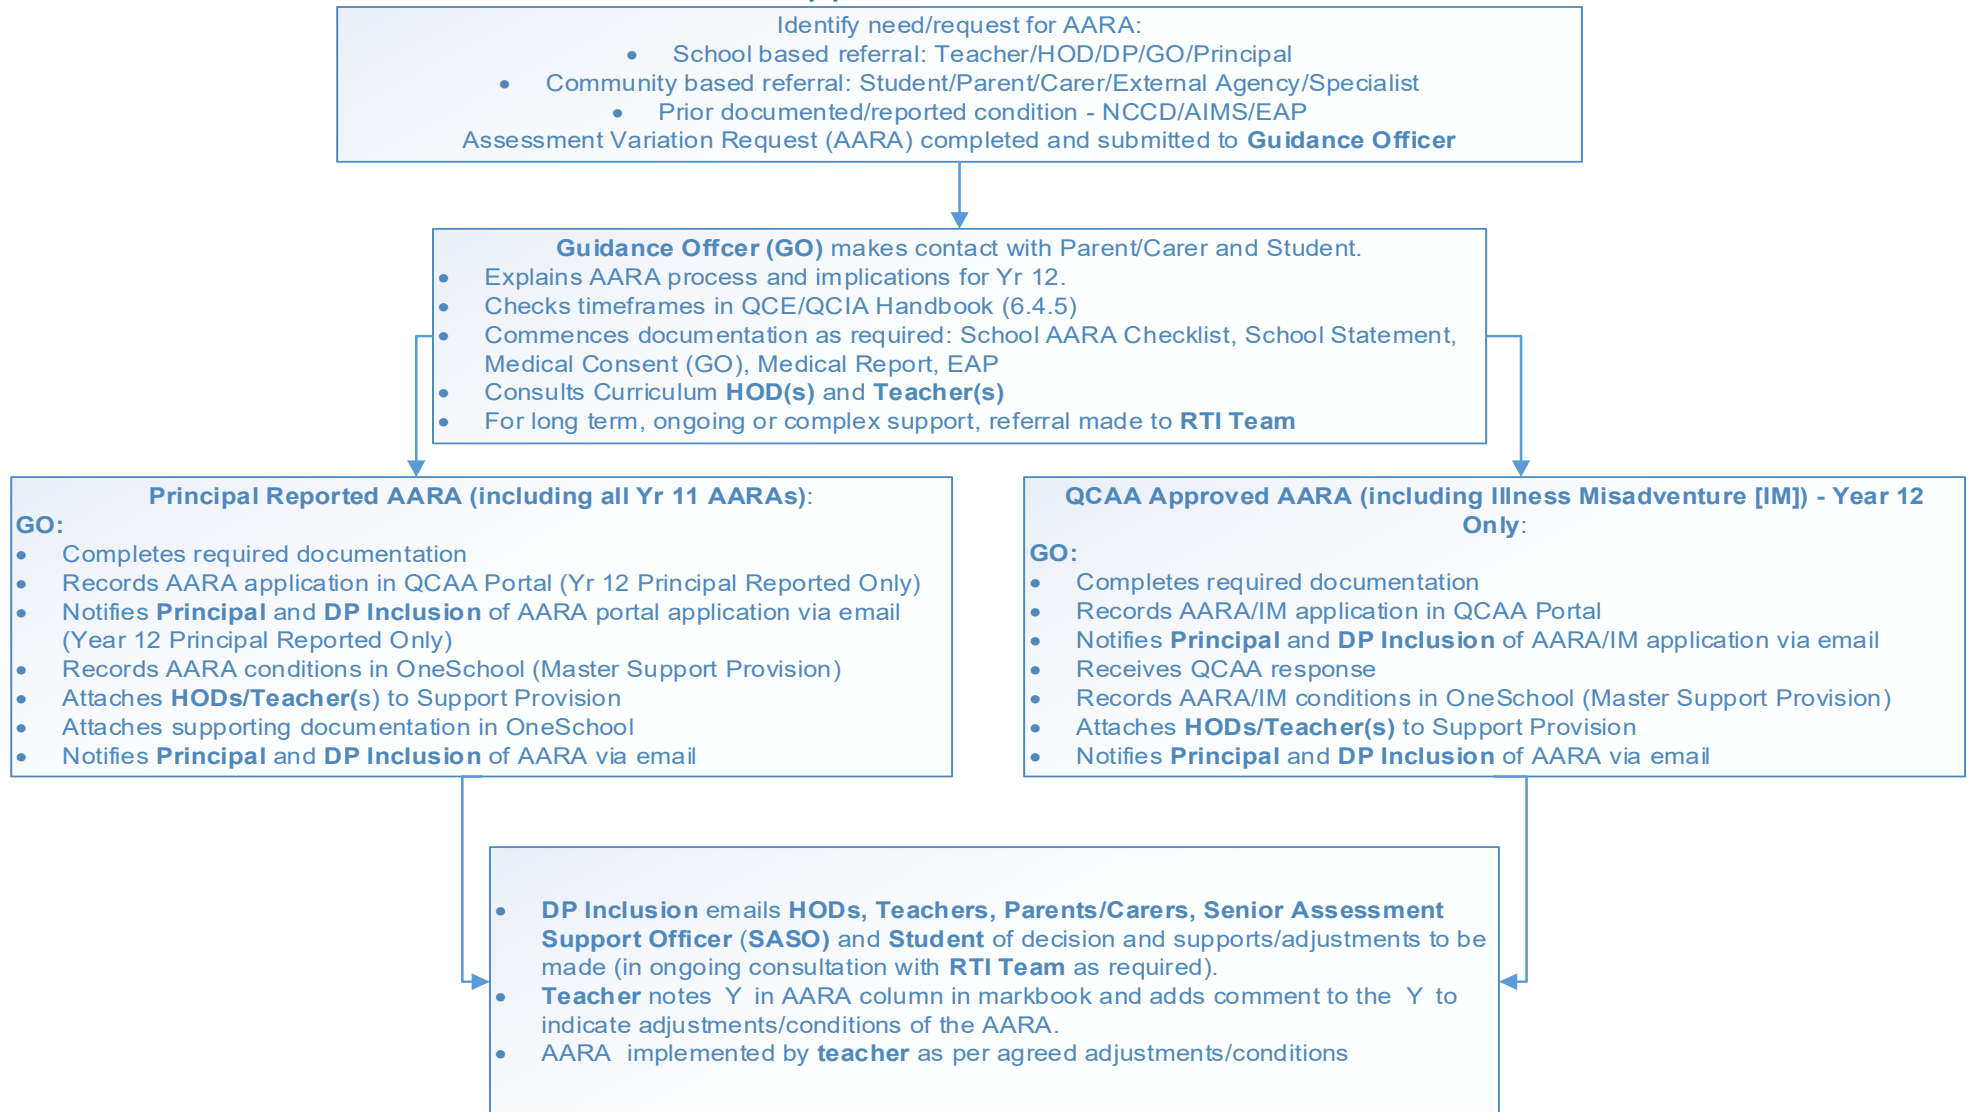 Identify need/request for AARA:
• School based referral: Teacher/HOD/DP/GO/Principal
• Community based referral: Student/Parent/Carer/External Agency/Specialist
• Prior documented/reported condition - NCCD/AIMS/EAP
Assessment Variation Request (AARA) completed and submitted to Guidance Officer
Guidance Offcer (GO) makes contact with Parent/Carer and Student.
• Explains AARA process and implications for Yr 12.
• Checks timeframes in QCE/QCIA Handbook (6.4.5)
• Commences documentation as required: School AARA Checklist, School Statement,
Medical Consent (GO), Medical Report, EAP
• Consults Curriculum HOD(s) and Teacher(s)
• For long term, ongoing or complex support, referral made to RTI Team
Principal Reported AARA (including all Yr 11 AARAs):
GO:
• Completes required documentation
• Records AARA application in QCAA Portal (Yr 12 Principal Reported Only)
• Notifies Principal and DP Inclusion of AARA portal application via email
(Year 12 Principal Reported Only)
• Records AARA conditions in OneSchool (Master Support Provision)
• Attaches HODs/Teacher(s) to Support Provision
• Attaches supporting documentation in OneSchool
• Notifies Principal and DP Inclusion of AARA via email
QCAA Approved AARA (including Illness Misadventure [IM]) - Year 12
Only:
GO:
• Completes required documentation
• Records AARA/IM application in QCAA Portal
• Notifies Principal and DP Inclusion of AARA/IM application via email
• Receives QCAA response
• Records AARA/IM conditions in OneSchool (Master Support Provision)
• Attaches HODs/Teacher(s) to Support Provision
• Notifies Principal and DP Inclusion of AARA via email
• DP Inclusion emails HODs, Teachers, Parents/Carers, Senior Assessment
Support Officer (SASO) and Student of decision and supports/adjustments to be
made (in ongoing consultation with RTI Team as required).
• Teacher notes Y in AARA column in markbook and adds comment to the Y to
indicate adjustments/conditions of the AARA.
• AARA implemented by teacher as per agreed adjustments/conditions